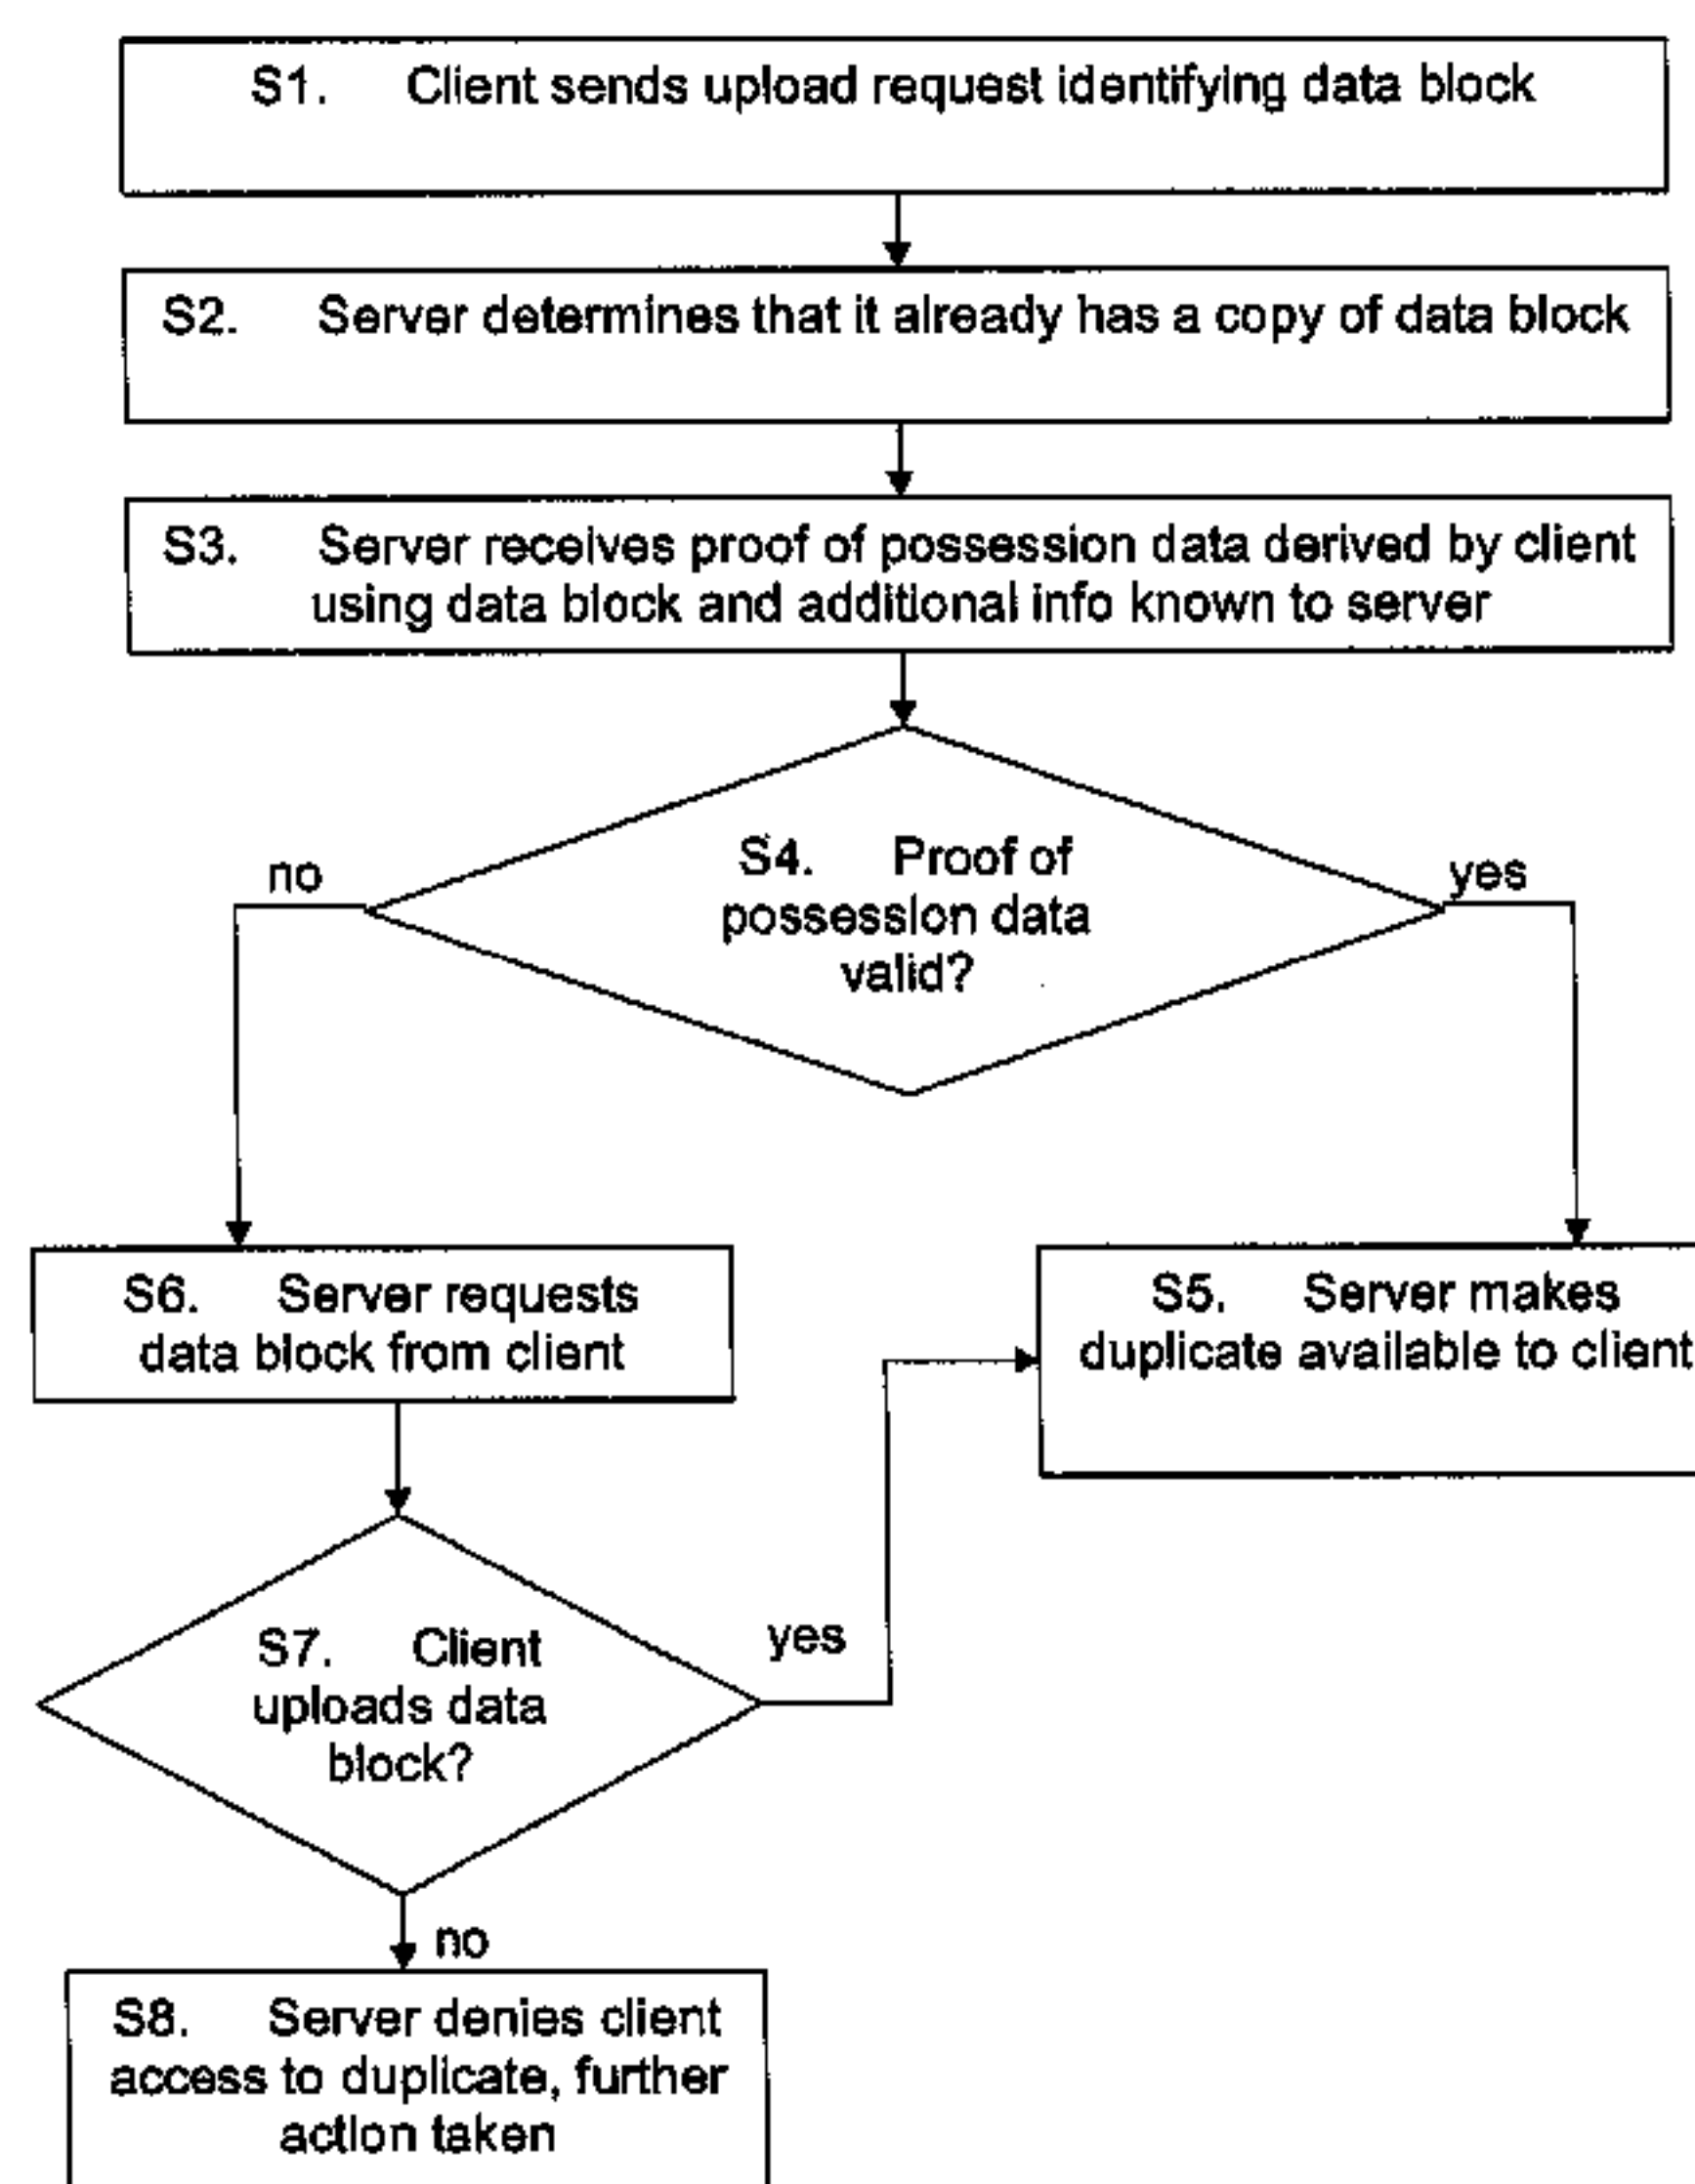 S1. Client sends upload request identifying data block
S2. Server determines that it already has a copy of data block
S3. Server receives proof of possession data derived by client
using data block and additional info known to server
S4. Proof of
possession data
valid?
no
yes
S6. Server requests
data block from client
S5. Server makes
duplicate available to client
S7. Client
uploads data
block?
yes
no
S8. Server denies client
access to duplicate, further
action taken